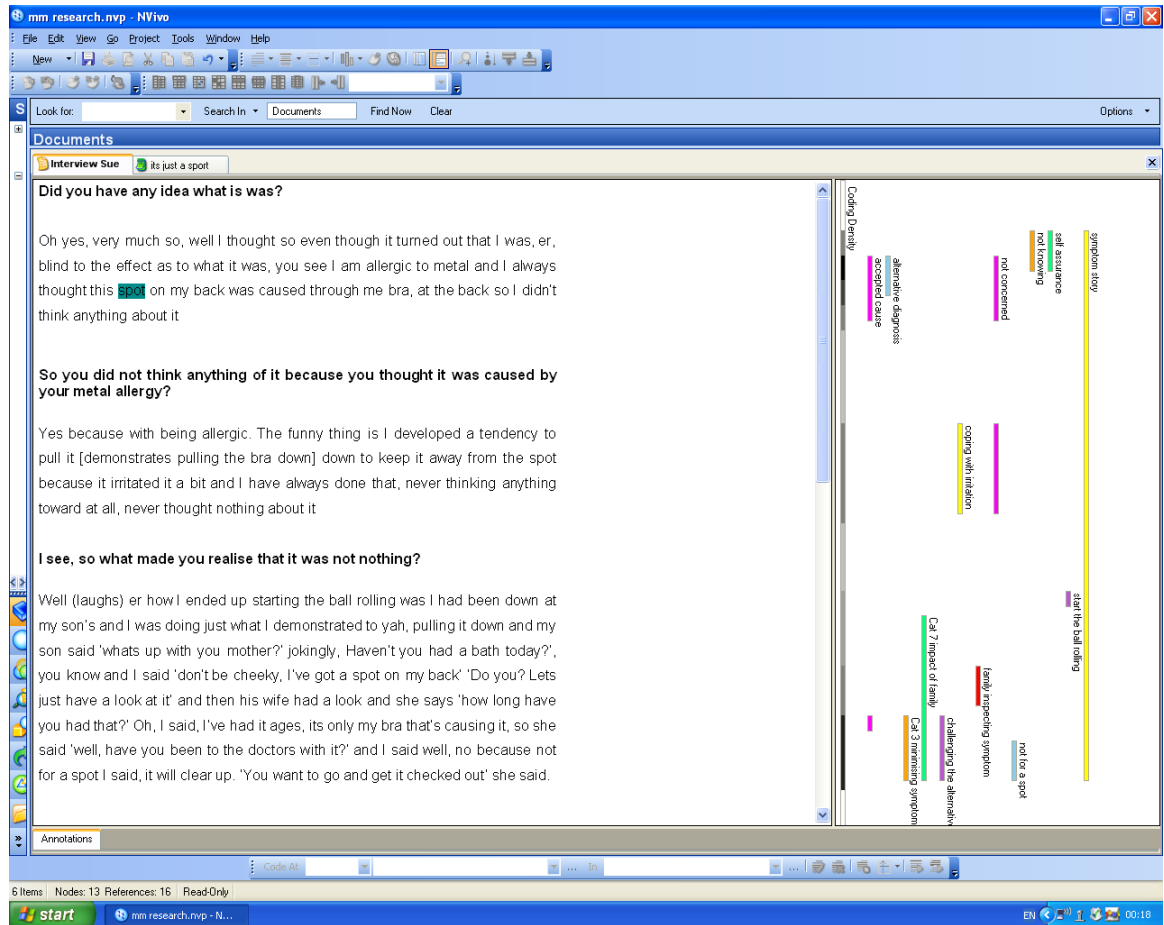 mm research.nvp - NVivo
File Edit View Go Project Tools Window Help
New
S Look for: Search In Documents Find Now Clear Options
Documents
Interview Sue its just a sport
Did you have any idea what is was?
Oh yes, very much so, well I thought so even though it turned out that I was, er,
blind to the effect as to what it was, you see I am allergic to metal and I always
thought this spot on my back was caused through me bra, at the back so I didn't
think anything about it
So you did not think anything of it because you thought it was caused by
your metal allergy?
Yes because with being allergic. The funny thing is I developed a tendency to
pull it [demonstrates pulling the bra down] down to keep it away from the spot
because it irritated it a bit and I have always done that, never thinking anything
toward at all, never thought nothing about it
I see, so what made you realise that it was not nothing?
Well (laughs) er how I ended up starting the ball rolling was I had been down at
my son's and I was doing just what I demonstrated to yah, pulling it down and my
son said 'whats up with you mother?' jokingly, Haven't you had a bath today?',
you know and I said 'don't be cheeky, I've got a spot on my back' 'Do you? Lets
just have a look at it' and then his wife had a look and she says 'how long have
you had that?' Oh, I said, I've had it ages, its only my bra that's causing it, so she
said 'well, have you been to the doctors with it?' and I said well, no because not
for a spot I said, it will clear up. 'You want to go and get it checked out' she said.
Coding Density
accepted cause
alternative diagnosis
Cat 3 minimising symptom
Cat 7 impact of family
challenging the alternativ
coping with irritation
family inspecting symptom
not concerned
not for a spot
not knowing
self assurance
start the ball rolling
symptom story
Annotations
Code At ... In ...
6 Items Nodes: 13 References: 16 Read-Only
start mm research.nvp - N... EN 00:18